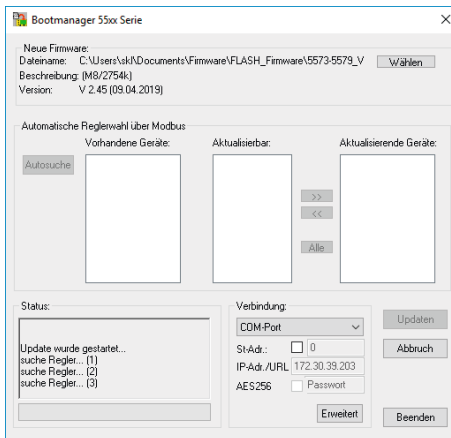 Bootmanager 55xx Serie
Neue Firmware:
Dateiname: C:\Users\skl\Documents\Firmware\FLASH_Firmware\5573-5579_V
Wählen
Beschreibung: (M8/2754k)
Version: V 2.45 (09.04.2019)
Automatische Reglerwahl über Modbus
Vorhandene Geräte: Aktualisierbar: Aktualisierende Geräte:
Autosuche
>>
<<
Alle
Status:
Update wurde gestartet...
suche Regler... (1)
suche Regler... (2)
suche Regler... (3)
Verbindung:
COM-Port
St-Adr.: 0
IP-Adr./URL 172.30.39.203
AES256 Passwort
Erweitert
Updaten
Abbruch
Beenden